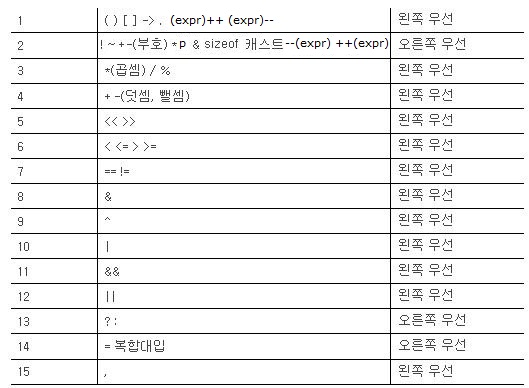 1 ( ) [ ] -> . (expr)++ (expr)-- 왼쪽 우선
2 ! ~ + -(부호) *p & sizeof 캐스트--(expr) ++(expr) 오른쪽 우선
3 *(곱셈) / % 왼쪽 우선
4 + -(덧셈, 뺄셈) 왼쪽 우선
5 << >> 왼쪽 우선
6 < <= > >= 왼쪽 우선
7 == != 왼쪽 우선
8 & 왼쪽 우선
9 ^ 왼쪽 우선
10 | 왼쪽 우선
11 && 왼쪽 우선
12 || 왼쪽 우선
13 ? : 오른쪽 우선
14 = 복합대입 오른쪽 우선
15 , 왼쪽 우선